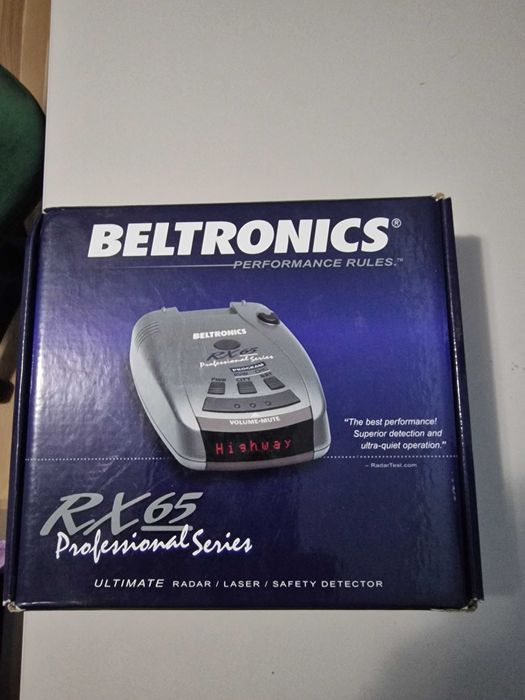 BELTRONICS®
PERFORMANCE RULES.™
BELTRONICS
RX65
Professional Series
PROGRAM
VOLUME-MUTE
Highway
"The best performance!
Superior detection and
ultra-quiet operation."
– RadarTest.com
RX65
Professional Series
ULTIMATE RADAR / LASER / SAFETY DETECTOR